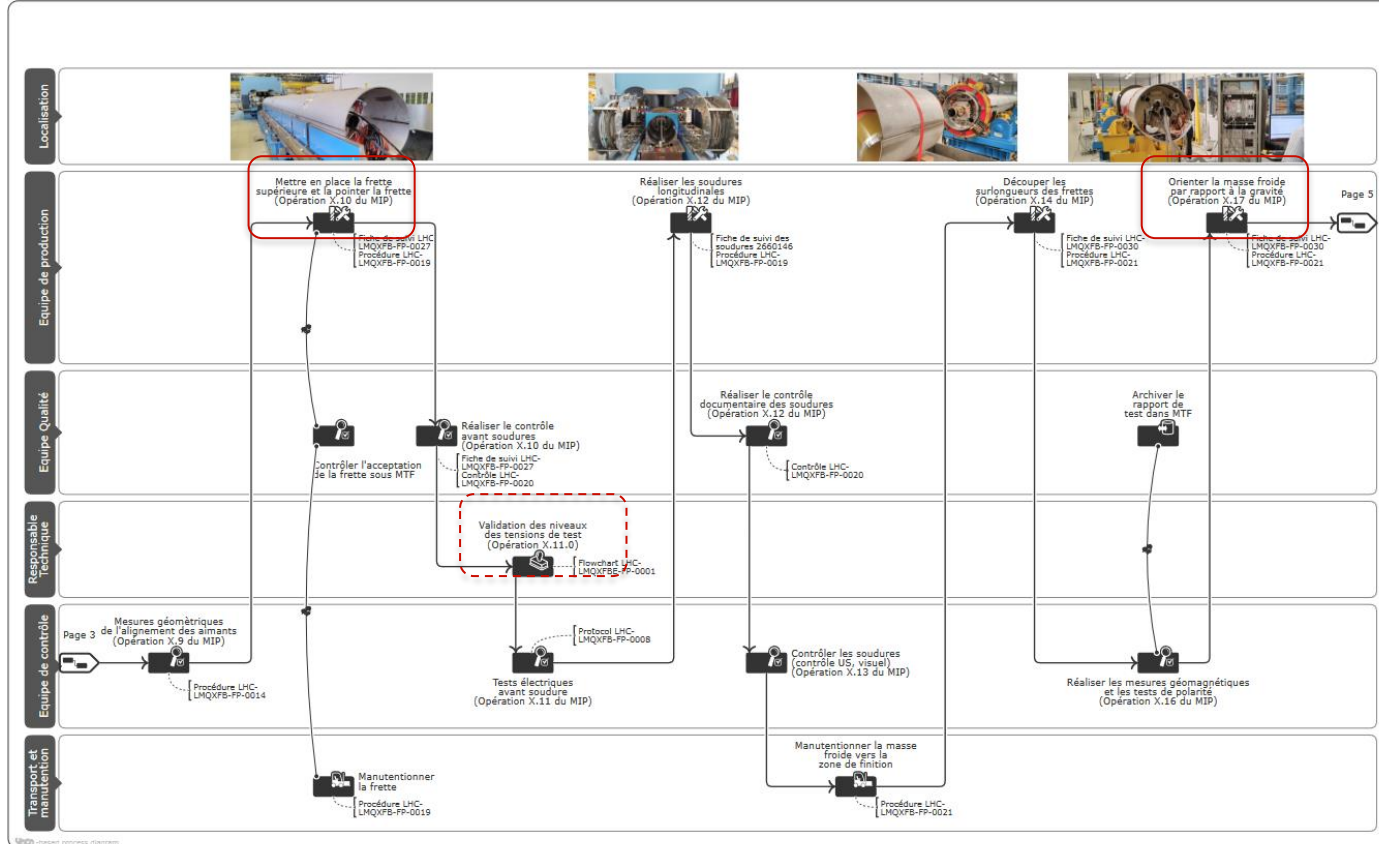 Localisation
Equipe de production
Mettre en place la frette
supérieure et la pointer la frette
(Opération X.10 du MIP)
Fiche de suivi LHC-
LMQXFB-FP-0027
Procédure LHC-
LMQXFB-FP-0019
Réaliser les soudures
longitudinales
(Opération X.12 du MIP)
Fiche de suivi des
soudures 2660146
Procédure LHC-
LMQXFB-FP-0019
Découper les
surlongueurs des frettes
(Opération X.14 du MIP)
Fiche de suivi LHC-
LMQXFB-FP-0030
Procédure LHC-
LMQXFB-FP-0021
Orienter la masse froide
par rapport à la gravité
(Opération X.17 du MIP)
Fiche de suivi LHC-
LMQXFB-FP-0030
Procédure LHC-
LMQXFB-FP-0021
Page 5
Equipe Qualité
Contrôler l'acceptation
de la frette sous MTF
Réaliser le contrôle
avant soudures
(Opération X.10 du MIP)
Fiche de suivi LHC-
LMQXFB-FP-0027
Contrôle LHC-
LMQXFB-FP-0020
Réaliser le contrôle
documentaire des soudures
(Opération X.12 du MIP)
Contrôle LHC-
LMQXFB-FP-0020
Archiver le
rapport de
test dans MTF
Responsable
Technique
Validation des niveaux
des tensions de test
(Opération X.11.0)
Flowchart LHC-
LMQXFBE-FP-0001
Equipe de contrôle
Page 3
Mesures géomètriques
de l'alignement des aimants
(Opération X.9 du MIP)
Procédure LHC-
LMQXFB-FP-0014
Protocol LHC-
LMQXFB-FP-0008
Tests électriques
avant soudure
(Opération X.11 du MIP)
Contrôler les soudures
(contrôle US, visuel)
(Opération X.13 du MIP)
Réaliser les mesures géomagnétiques
et les tests de polarité
(Opération X.16 du MIP)
Transport et
manutention
Manutentionner
la frette
Procédure LHC-
LMQXFB-FP-0019
Manutentionner la masse
froide vers la
zone de finition
Procédure LHC-
LMQXFB-FP-0021